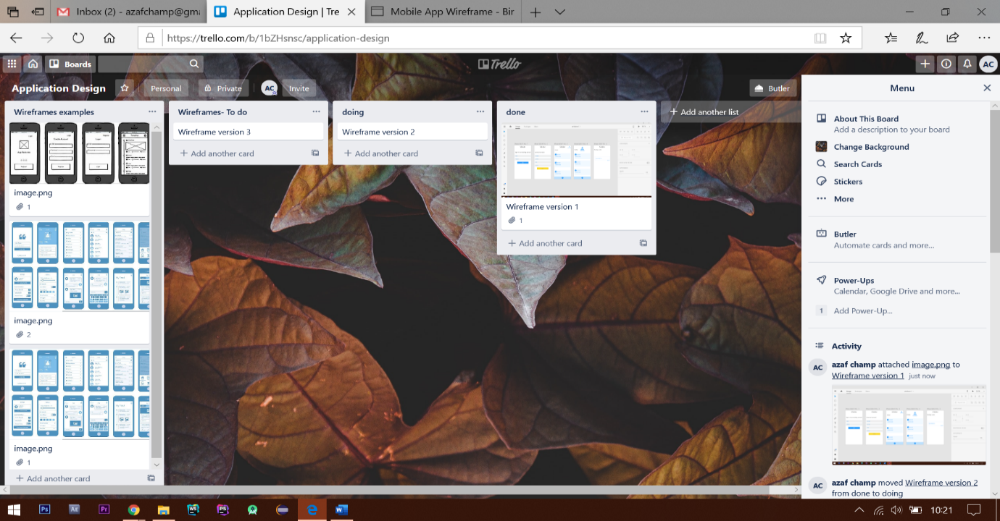 Inbox (2) - azafchamp@gm
Application Design | Tre
Mobile App Wireframe - Bir
https://trello.com/b/1bZHsnsc/application-design
Boards
Trello
AC
Application Design
Personal
Private
AC
Invite
Butler
Wireframes examples
image.png
1
image.png
2
image.png
1
+ Add another card
Wireframes- To do
Wireframe version 3
+ Add another card
doing
Wireframe version 2
+ Add another card
done
Wireframe version 1
1
+ Add another card
+ Add another list
Menu
About This Board
Add a description to your board
Change Background
Search Cards
Stickers
More
Butler
Automate cards and more...
Power-Ups
Calendar, Google Drive and more...
1 Add Power-Up...
Activity
AC azaf champ attached image.png to
Wireframe version 1 just now
AC azaf champ moved Wireframe version 2
from done to doing
Ps
Ae
Pr
WS
PS
10:21